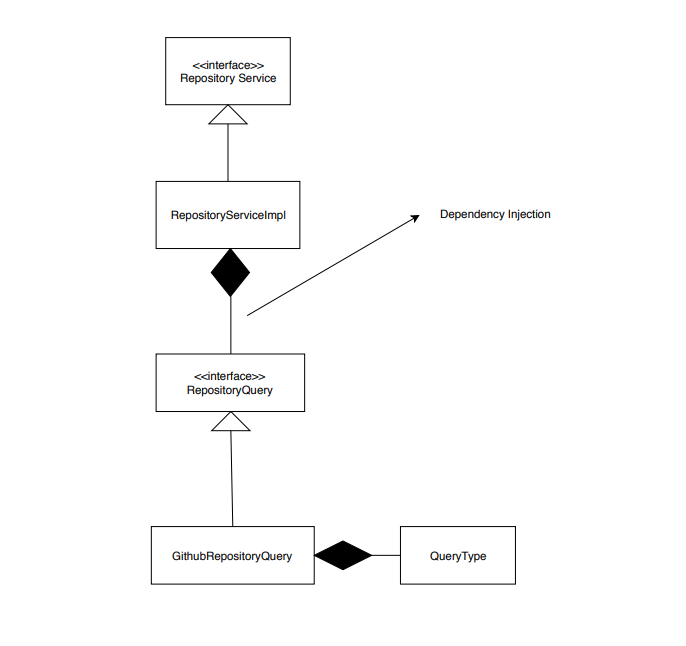 <<interface>>
Repository Service
RepositoryServiceImpl
Dependency Injection
<<interface>>
RepositoryQuery
GithubRepositoryQuery
QueryType